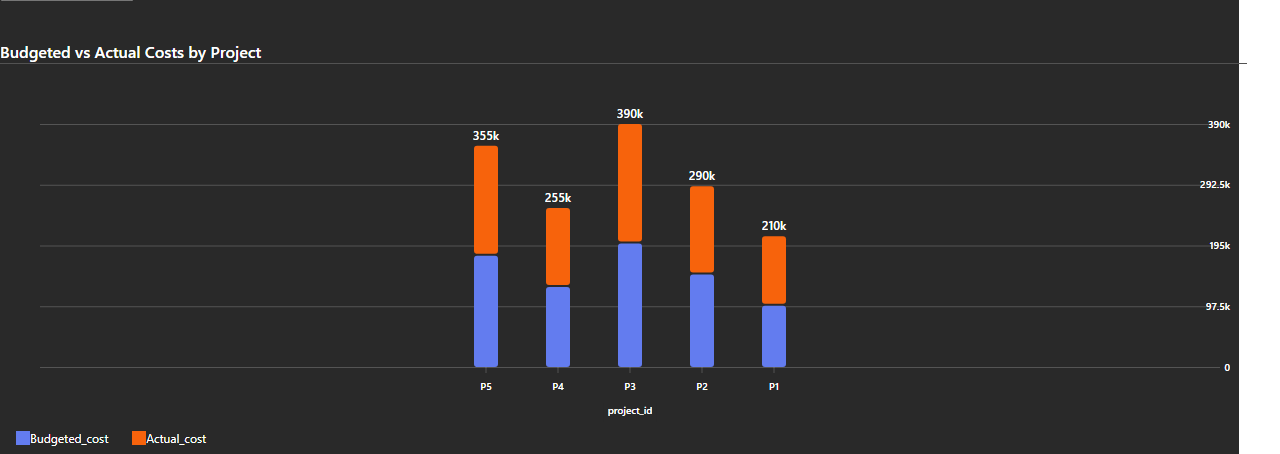 Budgeted vs Actual Costs by Project
390k
355k
290k
255k
210k
390k
292.5k
195k
97.5k
0
P5 P4 P3 P2 P1
project_id
Budgeted_cost Actual_cost